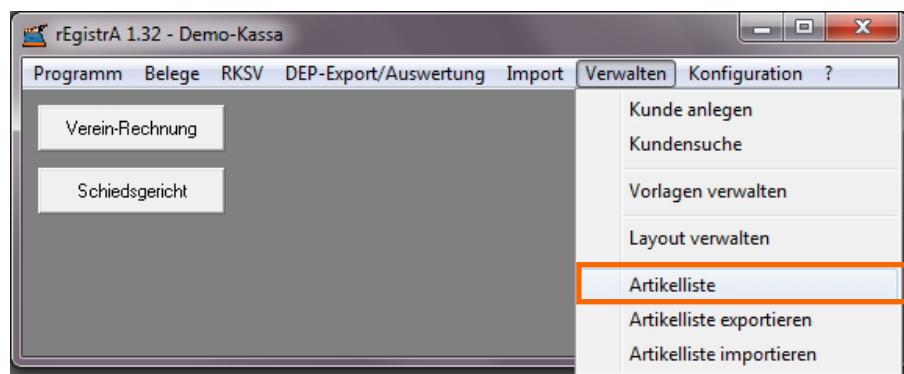 rEgistrA 1.32 - Demo-Kassa
Programm Belege RKSV DEP-Export/Auswertung Import Verwalten Konfiguration ?
Verein-Rechnung
Schiedsgericht
Kunde anlegen
Kundensuche
Vorlagen verwalten
Layout verwalten
Artikelliste
Artikelliste exportieren
Artikelliste importieren